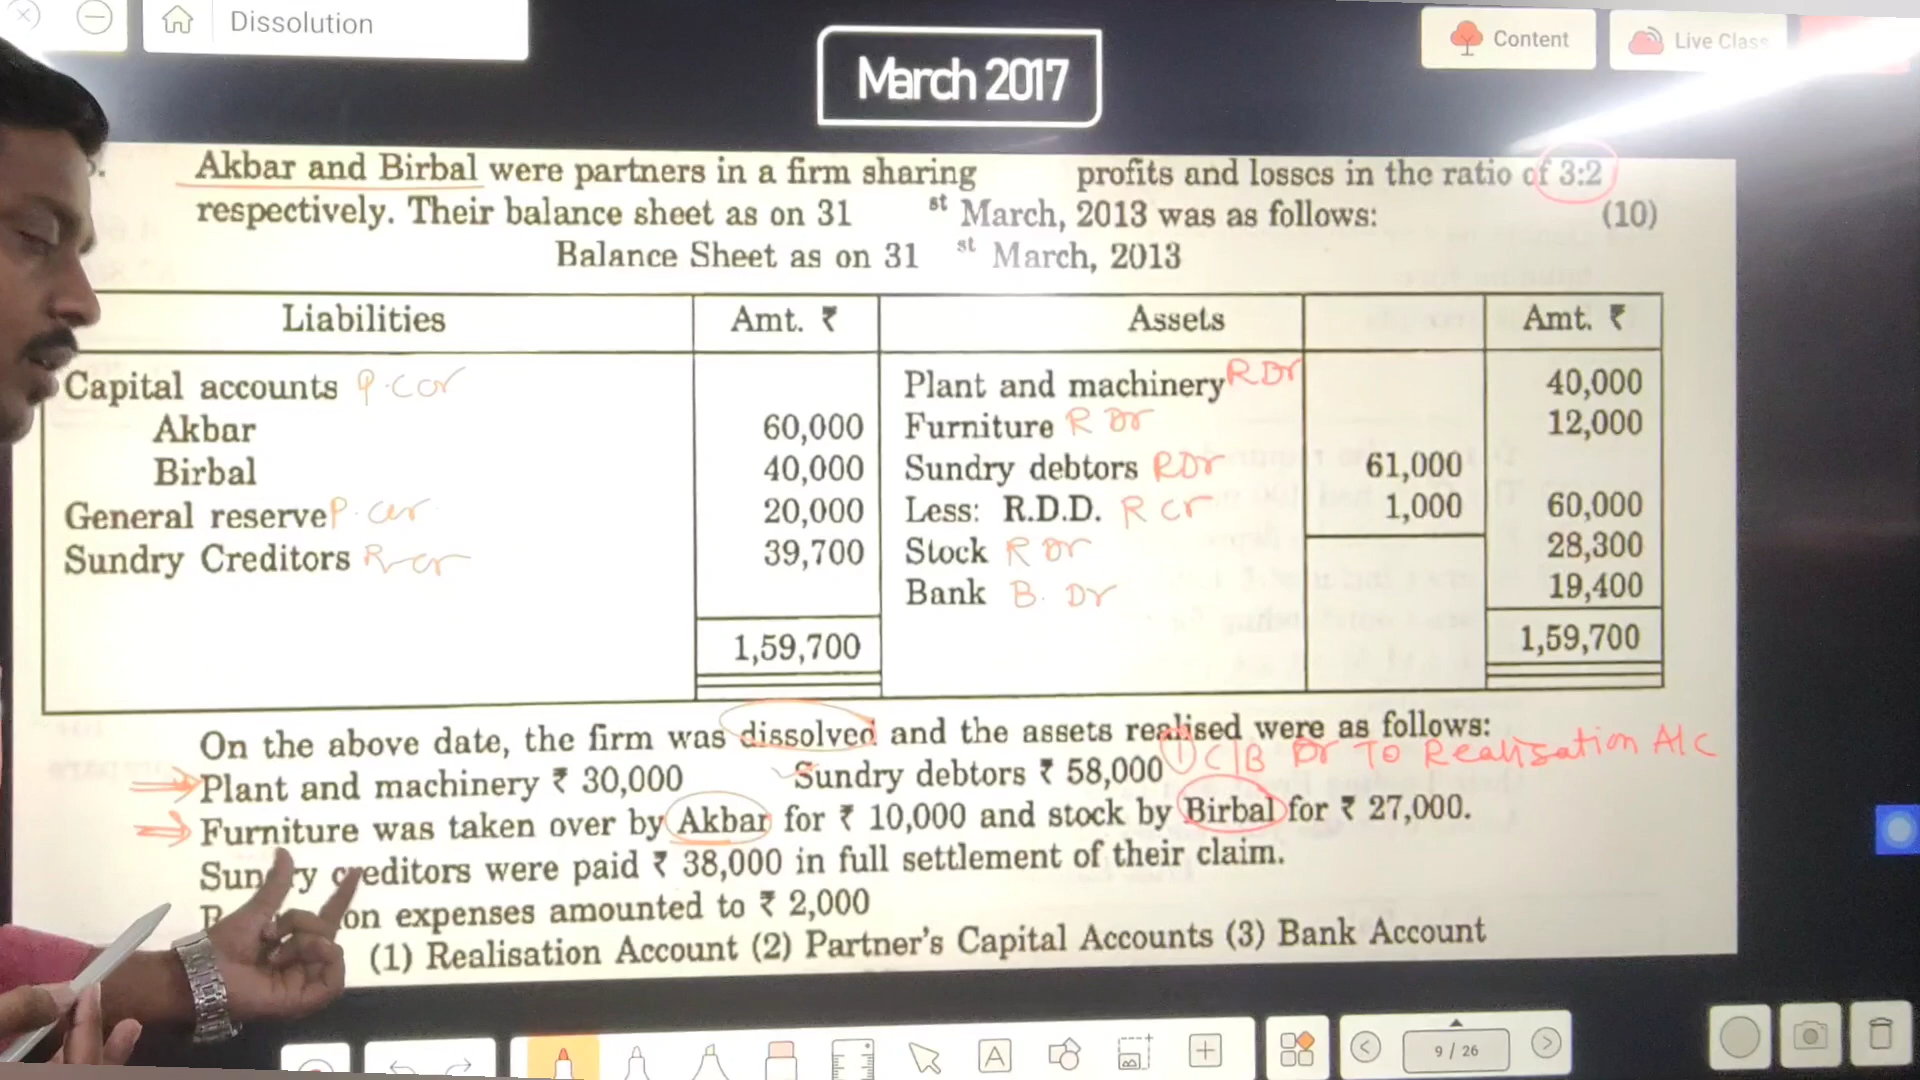 Dissolution
Content
Live Class
March 2017
Akbar and Birbal were partners in a firm sharing profits and losses in the ratio of 3:2
respectively. Their balance sheet as on 31 st March, 2013 was as follows: (10)
Balance Sheet as on 31 st March, 2013
Liabilities Amt. ₹ Assets Amt. ₹
Capital accounts P.Cor Plant and machinery R Dr 40,000
Akbar 60,000 Furniture R Dr 12,000
Birbal 40,000 Sundry debtors R Dr 61,000
General reserve P. cr 20,000 Less: R.D.D. R cr 1,000 60,000
Sundry Creditors R cr 39,700 Stock R Dr 28,300
Bank B. Dr 19,400
1,59,700 1,59,700
On the above date, the firm was dissolved and the assets realised were as follows:
① C/B Dr To Realisation A/C
Plant and machinery ₹ 30,000 Sundry debtors ₹ 58,000
Furniture was taken over by Akbar for ₹ 10,000 and stock by Birbal for ₹ 27,000.
Sundry creditors were paid ₹ 38,000 in full settlement of their claim.
on expenses amounted to ₹ 2,000
(1) Realisation Account (2) Partner's Capital Accounts (3) Bank Account
A
9 / 26